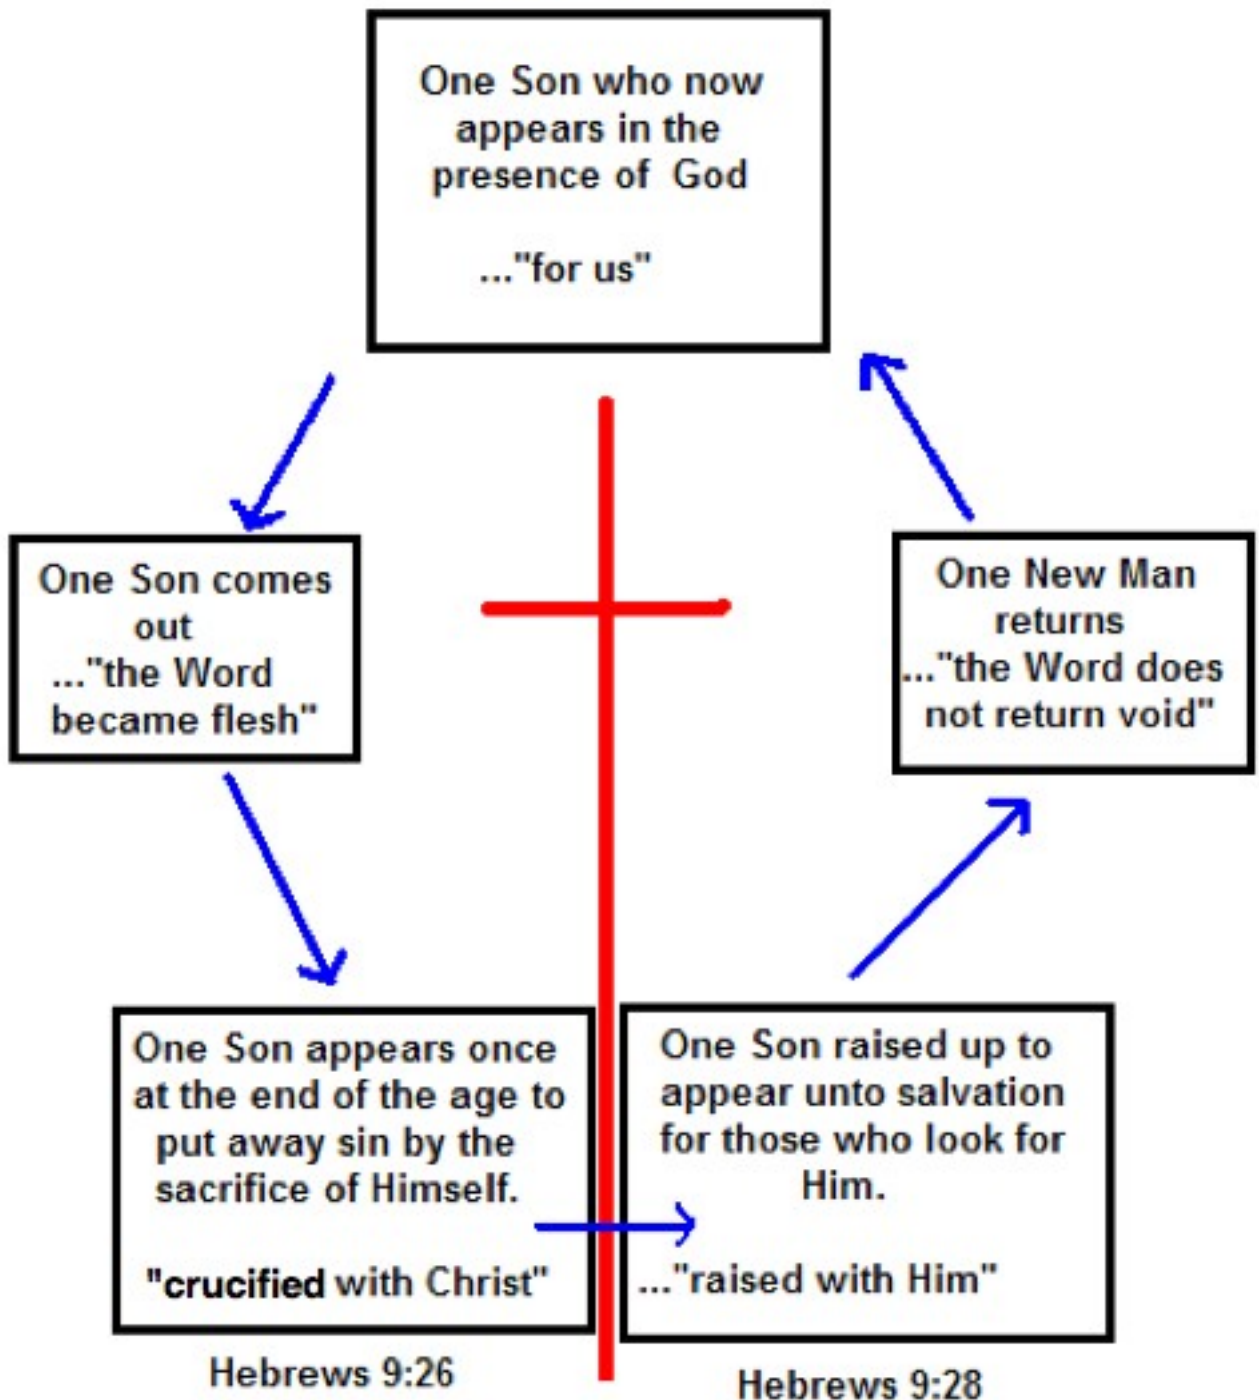 One Son who now
appears in the
presence of God
..."for us"
One Son comes
out
..."the Word
became flesh"
One New Man
returns
..."the Word does
not return void"
One Son appears once
at the end of the age to
put away sin by the
sacrifice of Himself.
"crucified with Christ"
One Son raised up to
appear unto salvation
for those who look for
Him.
..."raised with Him"
Hebrews 9:26
Hebrews 9:28